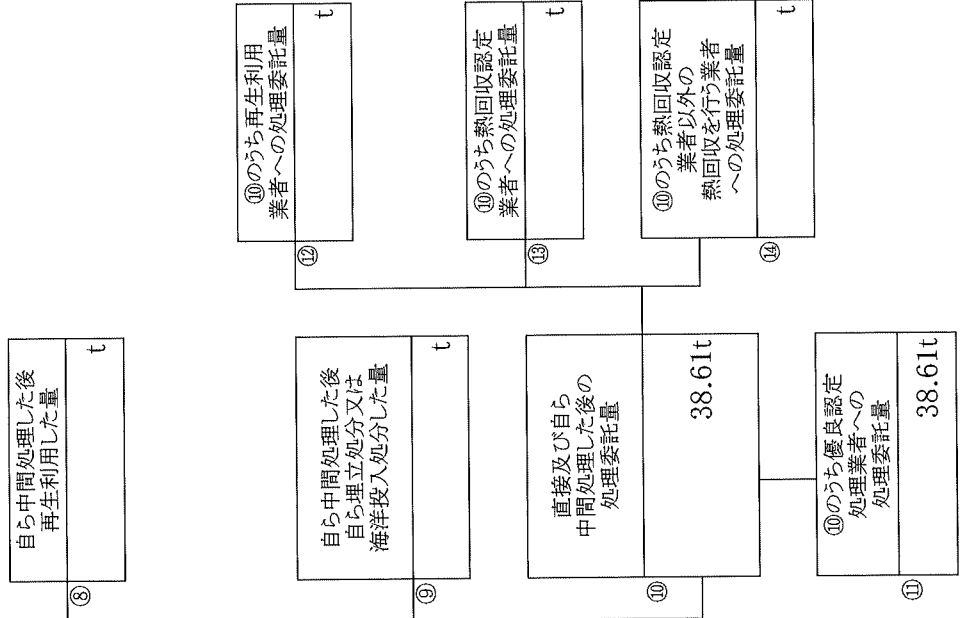 ⑧
自ら中間処理した後
再生利用した量
t
⑨
自ら中間処理した後
自ら埋立処分又は
海洋投入処分した量
t
⑩
直接及び自ら
中間処理した後の
処理委託量
38.61t
⑪
⑩のうち優良認定
処理業者への
処理委託量
38.61t
⑫
⑩のうち再生利用
業者への処理委託量
t
⑬
⑩のうち熱回収認定
業者への処理委託量
t
⑭
⑩のうち熱回収認定
業者以外の
熱回収を行う業者
への処理委託量
t